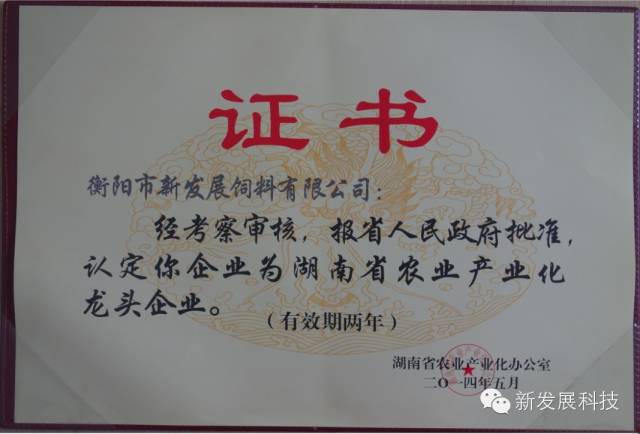 证书
衡阳市新发展饲料有限公司：
经考察审核，报省人民政府批准，
认定你企业为湖南省农业产业化
龙头企业。
（有效期两年）
湖南省农业产业化办公室
二〇一四年五月
新发展科技